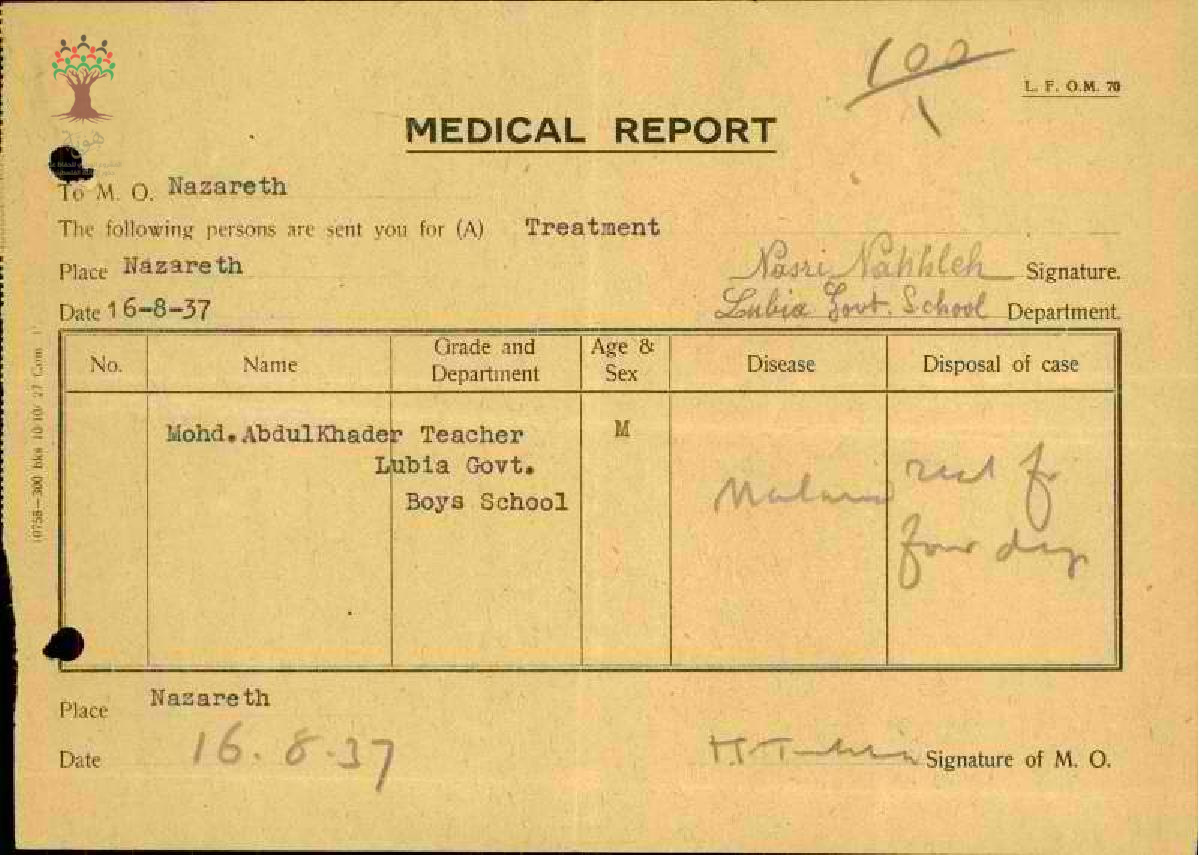 100
1
L. F. O.M. 70
MEDICAL REPORT
هوية
To M. O. Nazareth
The following persons are sent you for (A) Treatment
Place Nazareth
Nasri Nakhleh Signature.
Date 16-8-37
Lubia Govt. School Department.
No. Name Grade and Department Age & Sex Disease Disposal of case
Mohd.AbdulKhader Teacher M
Lubia Govt.
Boys School
Malaria
rest for
four days
Place Nazareth
Date 16.8.37
Signature of M. O.